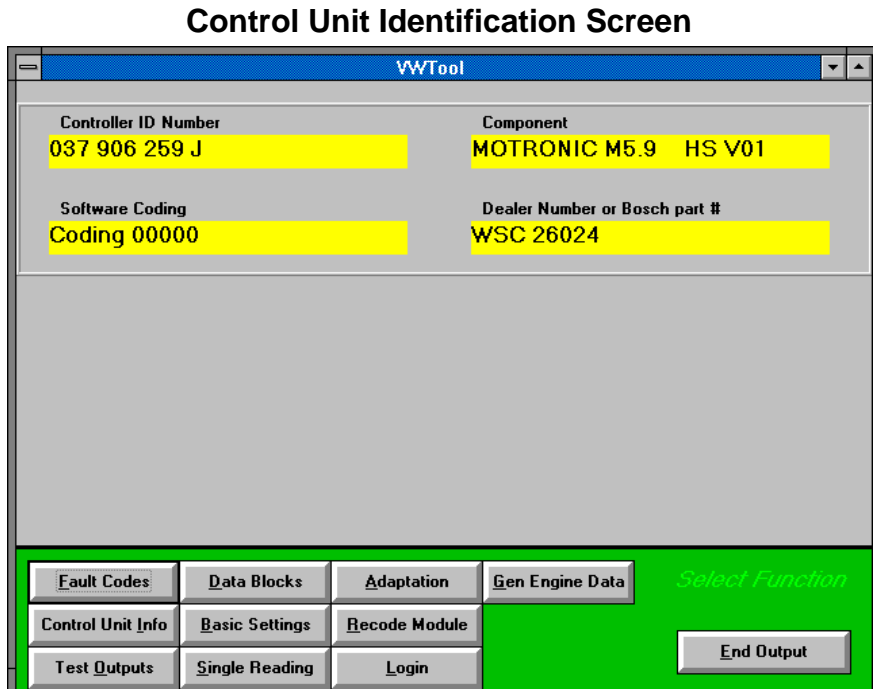 Control Unit Identification Screen
VWTool
Controller ID Number
Component
037 906 259 J
MOTRONIC M5.9    HS V01
Software Coding
Dealer Number or Bosch part #
Coding 00000
WSC 26024
Fault Codes
Data Blocks
Adaptation
Gen Engine Data
Select Function
Control Unit Info
Basic Settings
Recode Module
End Output
Test Outputs
Single Reading
Login